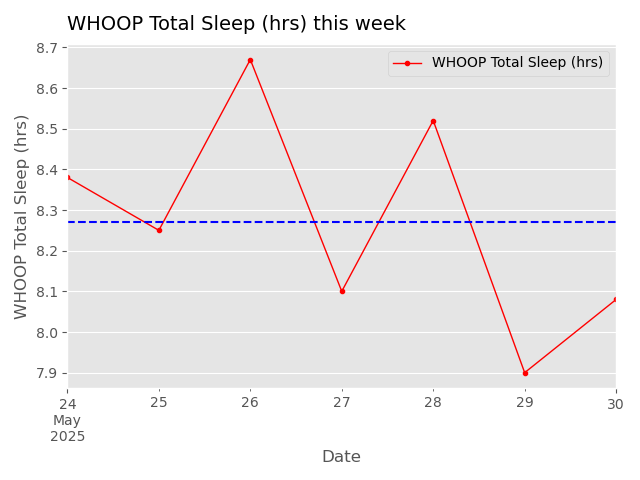 WHOOP Total Sleep (hrs) this week
WHOOP Total Sleep (hrs)
WHOOP Total Sleep (hrs)
8.7
8.6
8.5
8.4
8.3
8.2
8.1
8.0
7.9
24 25 26 27 28 29 30
May
2025
Date